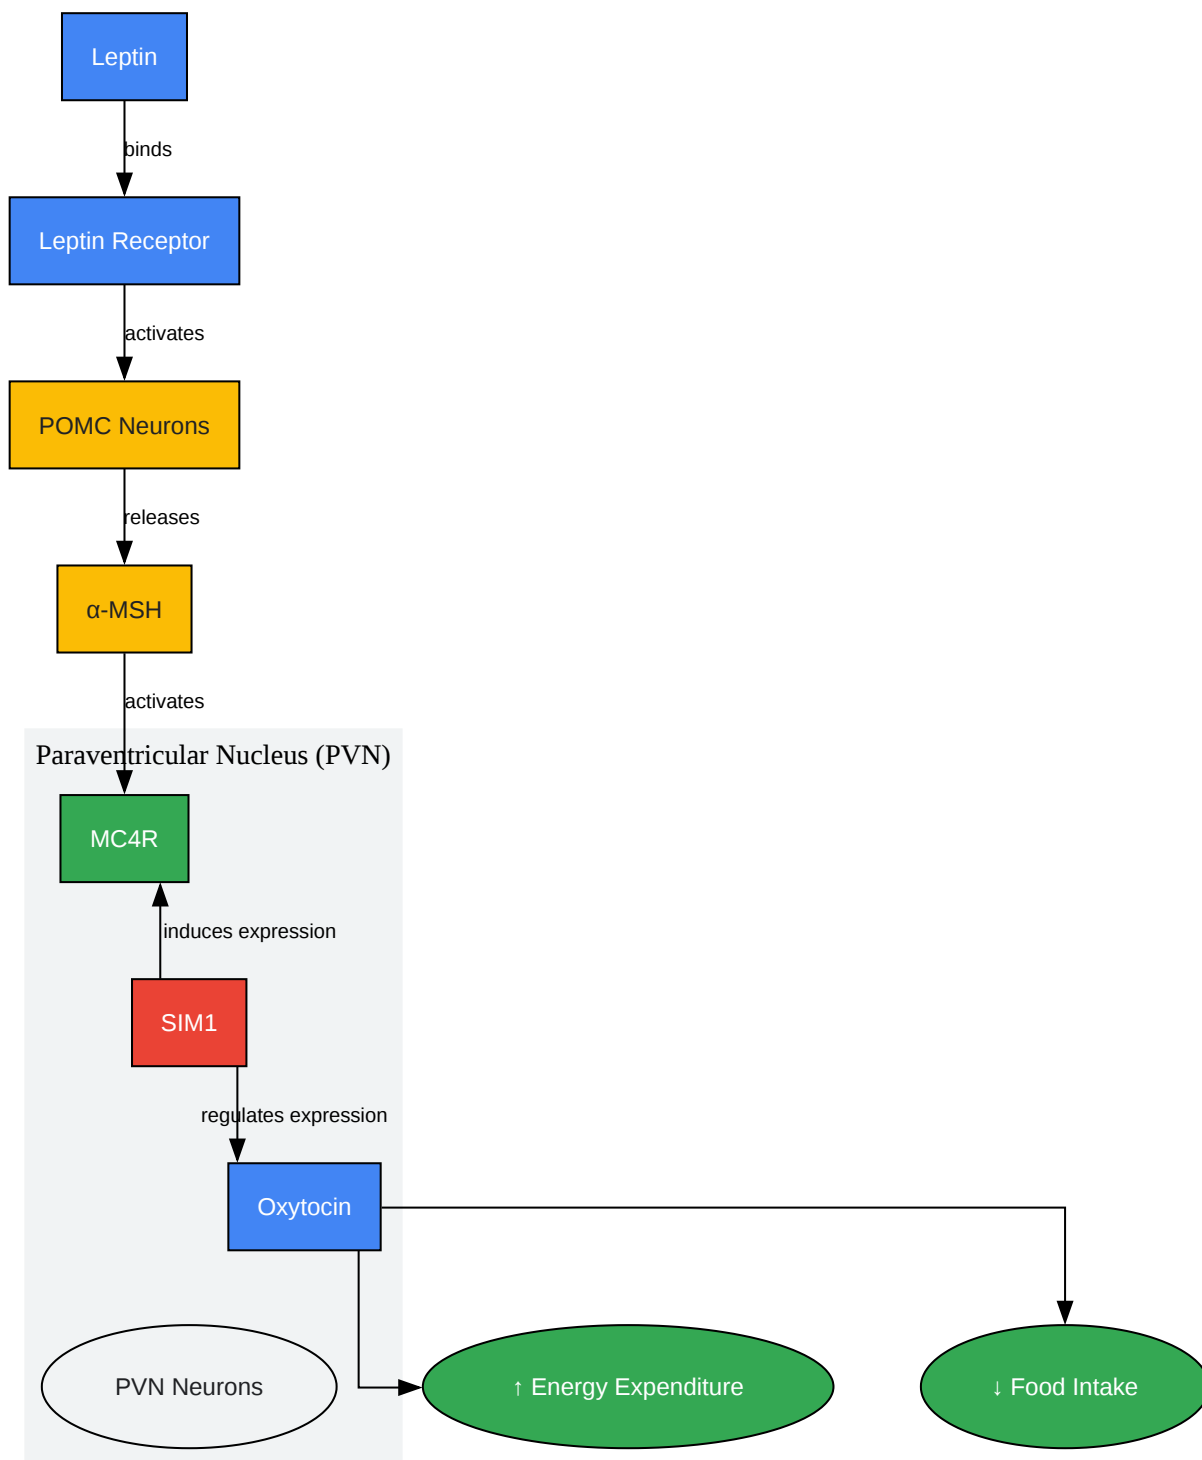 Leptin
binds
Leptin Receptor
activates
POMC Neurons
releases
α-MSH
activates
Paraventricular Nucleus (PVN)
MC4R
induces expression
SIM1
regulates expression
Oxytocin
PVN Neurons
↑ Energy Expenditure
↓ Food Intake